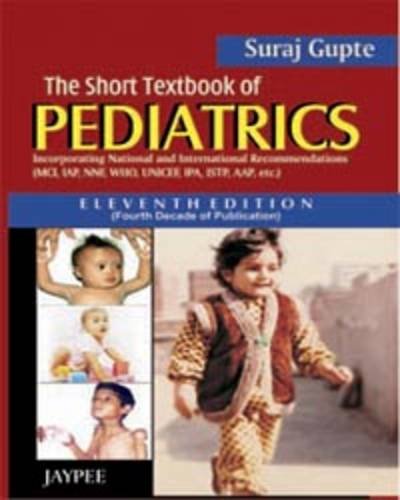 Suraj Gupte
The Short Textbook of
PEDIATRICS
Incorporating National and International Recommendations
(MCI, IAP, NNF, WHO, UNICEF, IPA, ISTP, AAP, etc.)
ELEVENTH EDITION
(Fourth Decade of Publication)
JAYPEE